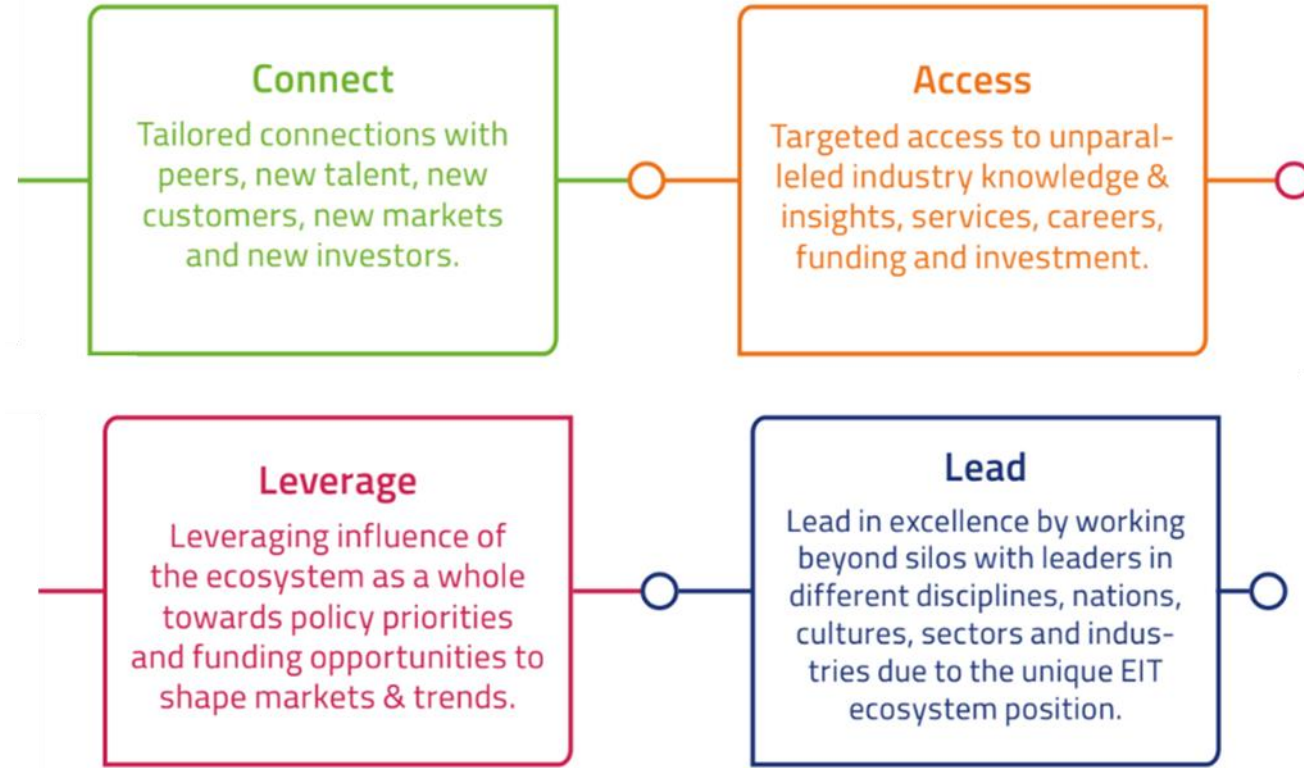 Connect
Tailored connections with
peers, new talent, new
customers, new markets
and new investors.
Access
Targeted access to unparal-
leled industry knowledge &
insights, services, careers,
funding and investment.
Leverage
Leveraging influence of
the ecosystem as a whole
towards policy priorities
and funding opportunities to
shape markets & trends.
Lead
Lead in excellence by working
beyond silos with leaders in
different disciplines, nations,
cultures, sectors and indus-
tries due to the unique EIT
ecosystem position.